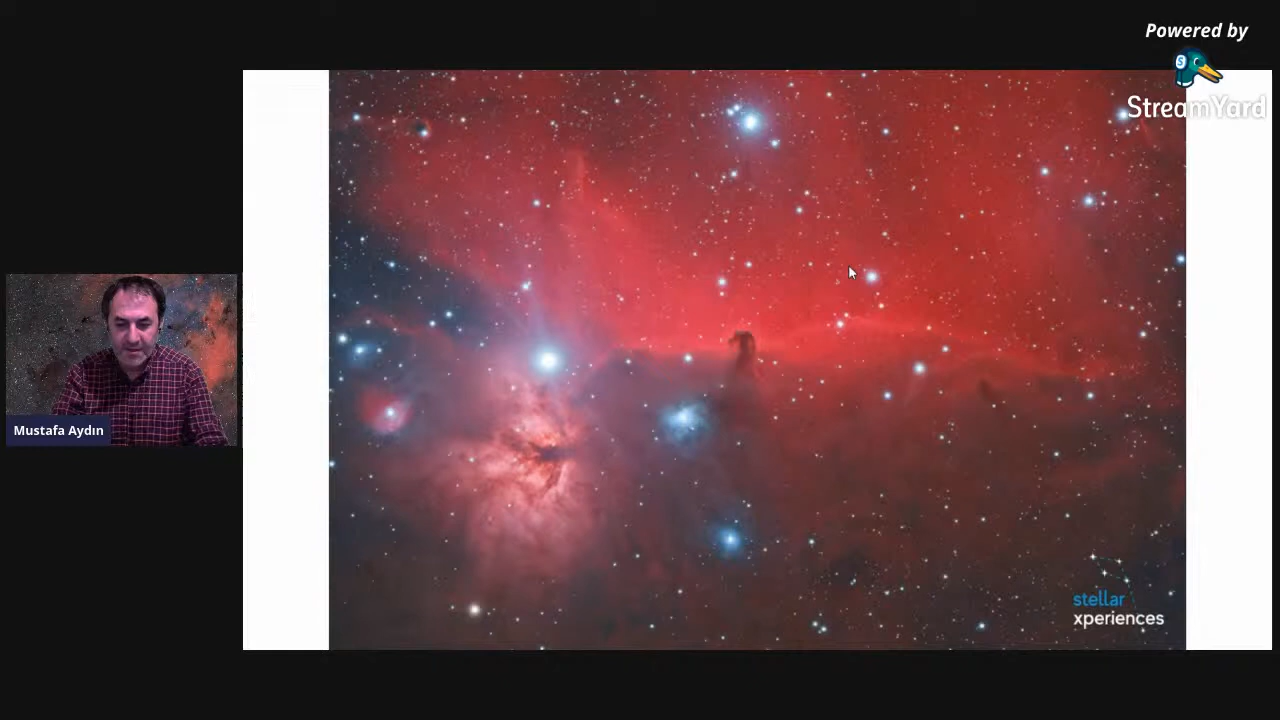 Powered by
StreamYard
Mustafa Aydın
stellar
xperiences